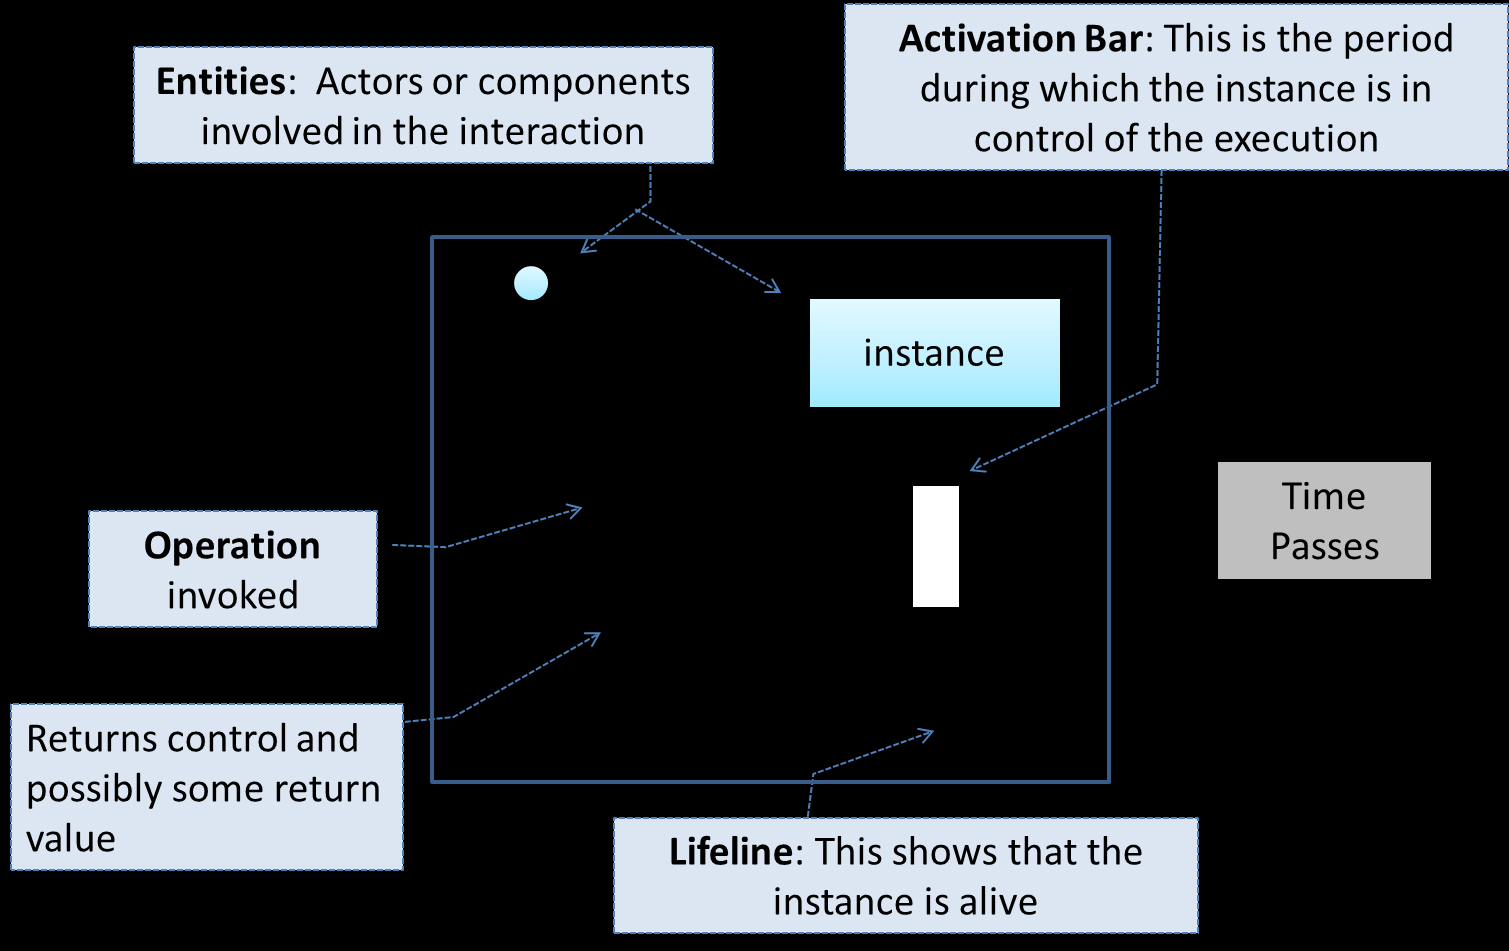 Entities: Actors or components
involved in the interaction
Activation Bar: This is the period
during which the instance is in
control of the execution
instance
Time
Passes
Operation
invoked
Returns control and
possibly some return
value
Lifeline: This shows that the
instance is alive